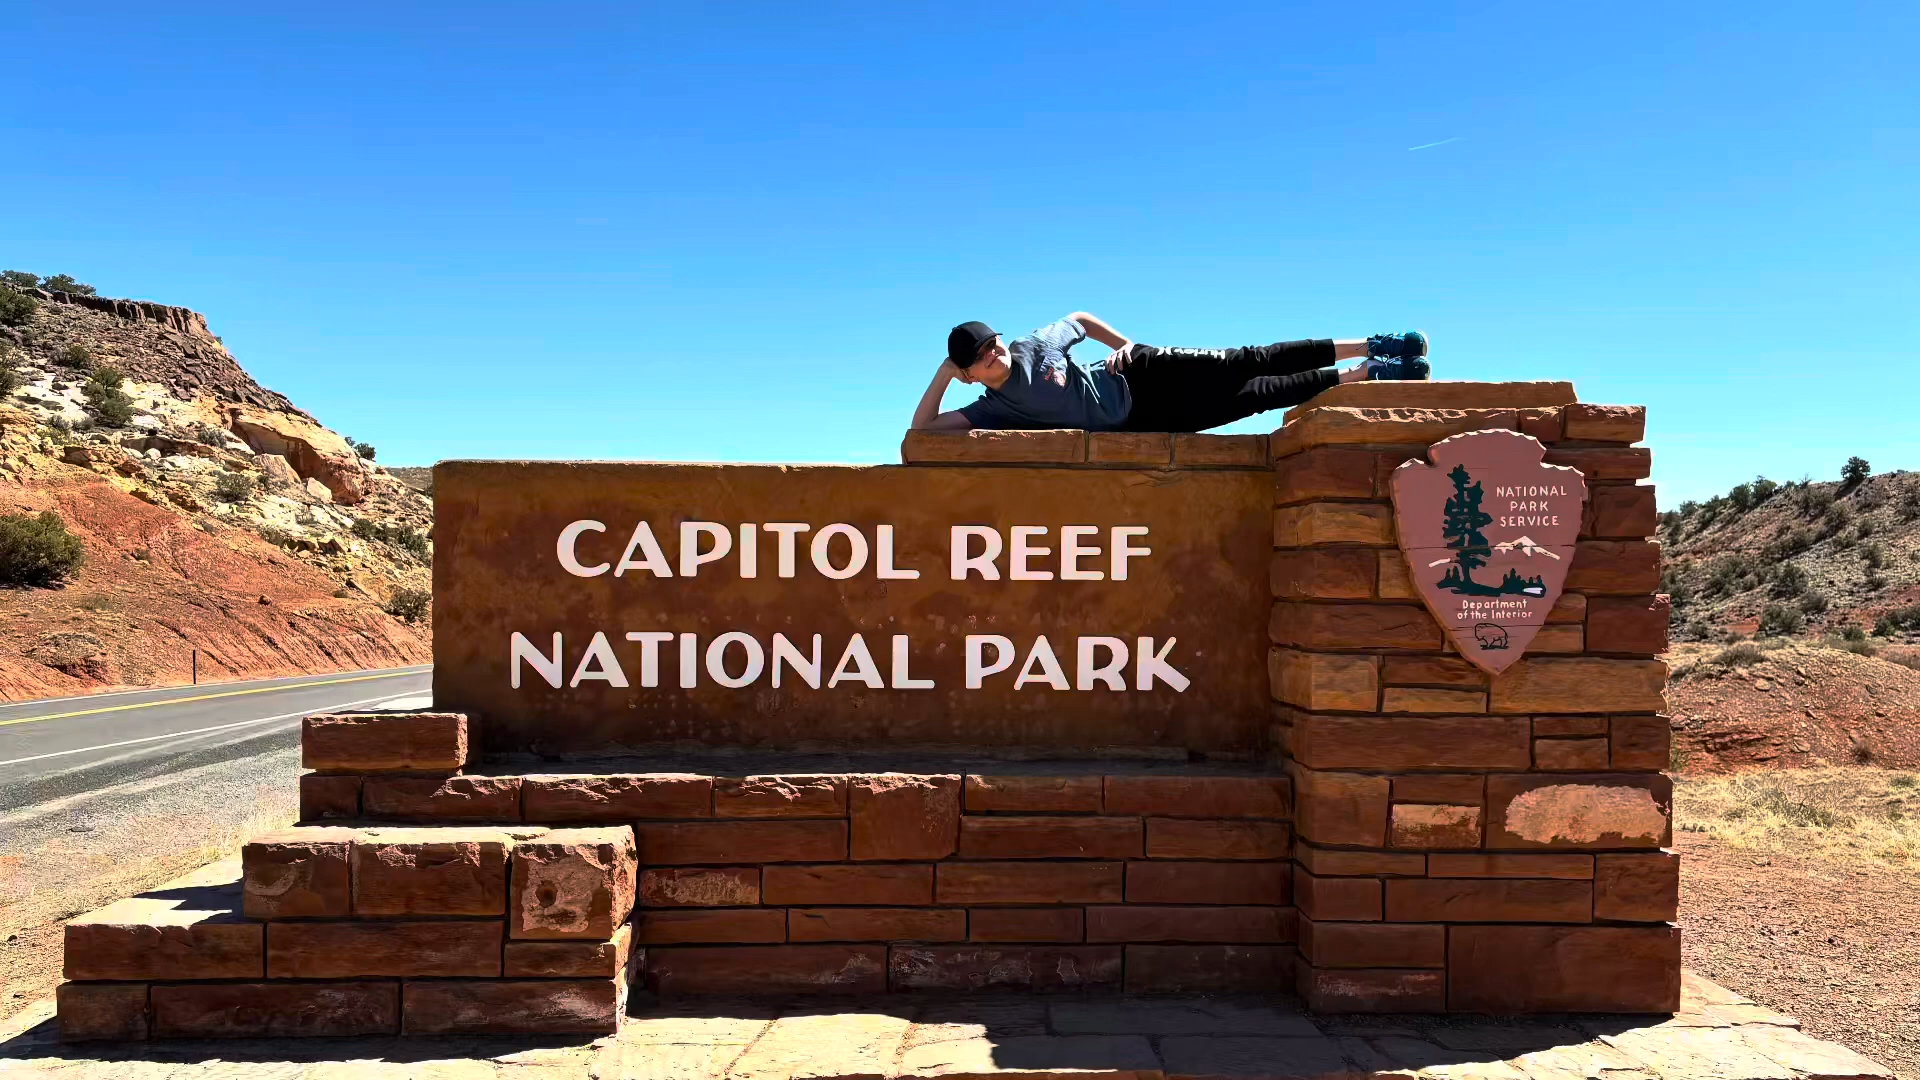 CAPITOL REEF
NATIONAL PARK
NATIONAL
PARK
SERVICE
Department
of the Interior